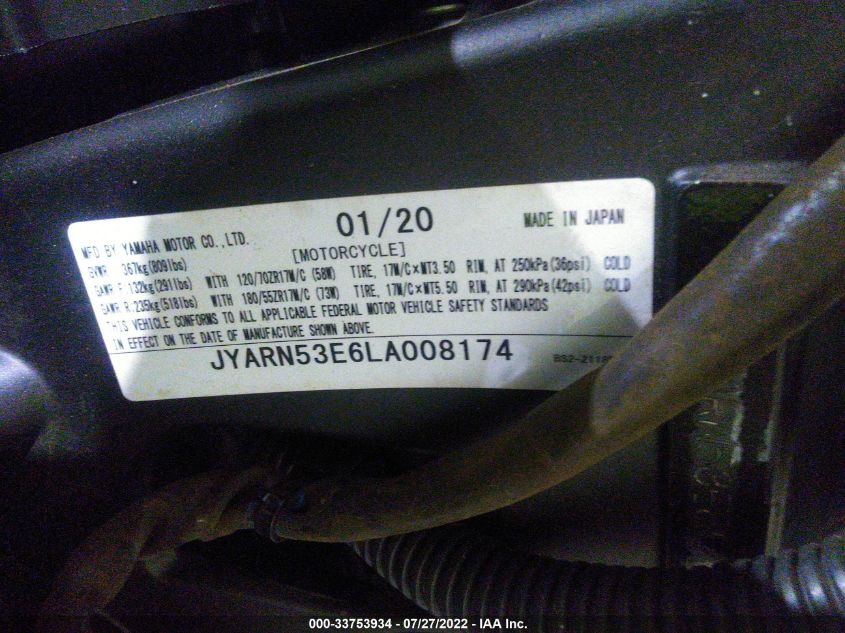 01/20
MADE IN JAPAN
MFD BY YAMAHA MOTOR CO.,LTD.
[MOTORCYCLE]
GVWR 367kg(809lbs)
GAWR F:132kg(291lbs) WITH 120/70ZR17M/C (58W) TIRE, 17M/C×MT3.50 RIM, AT 250kPa(36psi) COLD
GAWR R:235kg(518lbs) WITH 180/55ZR17M/C (73W) TIRE, 17M/C×MT5.50 RIM, AT 290kPa(42psi) COLD
THIS VEHICLE CONFORMS TO ALL APPLICABLE FEDERAL MOTOR VEHICLE SAFETY STANDARDS
IN EFFECT ON THE DATE OF MANUFACTURE SHOWN ABOVE.
JYARN53E6LA008174
000-33753934 - 07/27/2022 - IAA Inc.